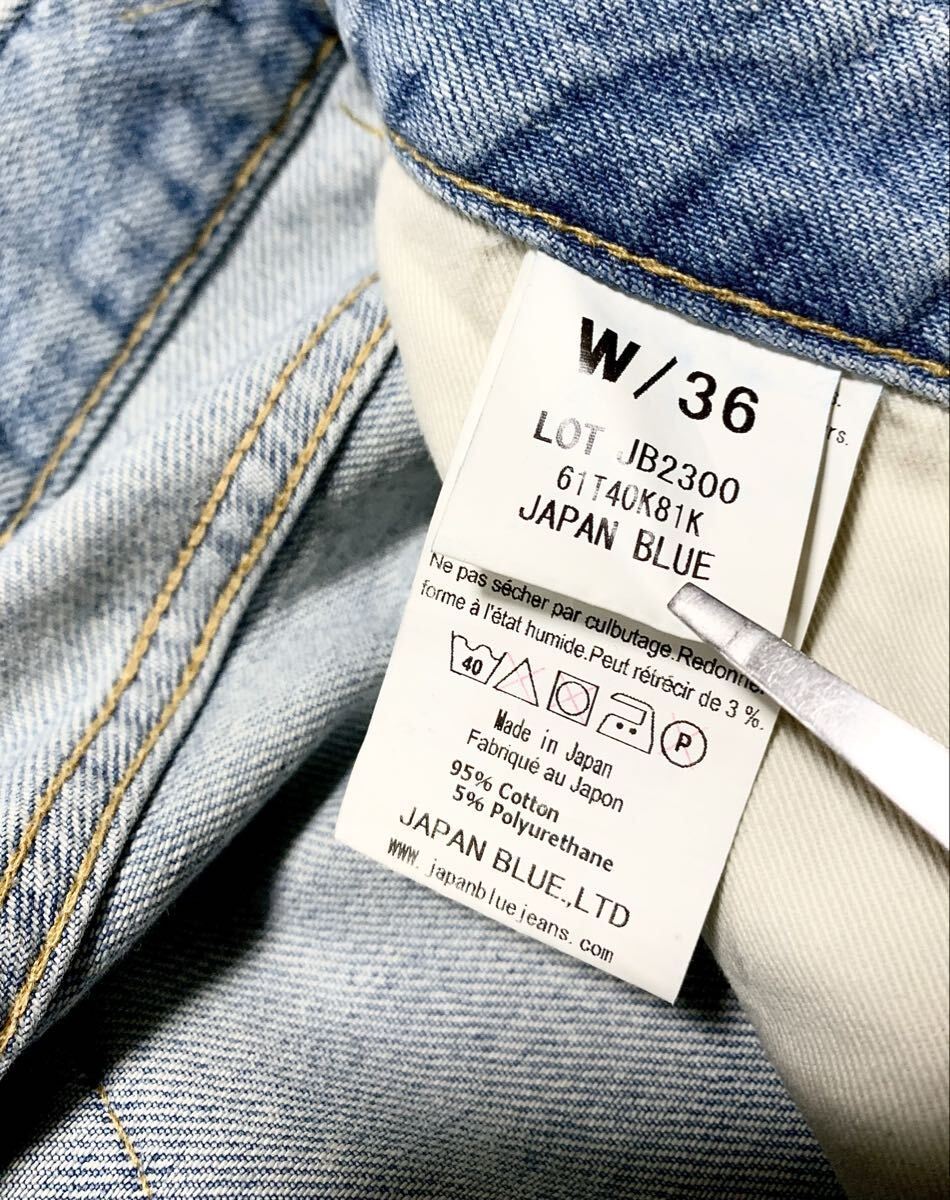 W/36
LOT JB2300
61T40K81K
JAPAN BLUE
rs.
Ne pas sécher par culbutage.Redonner
forme à l'état humide.Peut rétrécir de 3 %.
40
P
Made in Japan
Fabriqué au Japon
95% Cotton
5% Polyurethane
JAPAN BLUE.,LTD
www.japanbluejeans.com